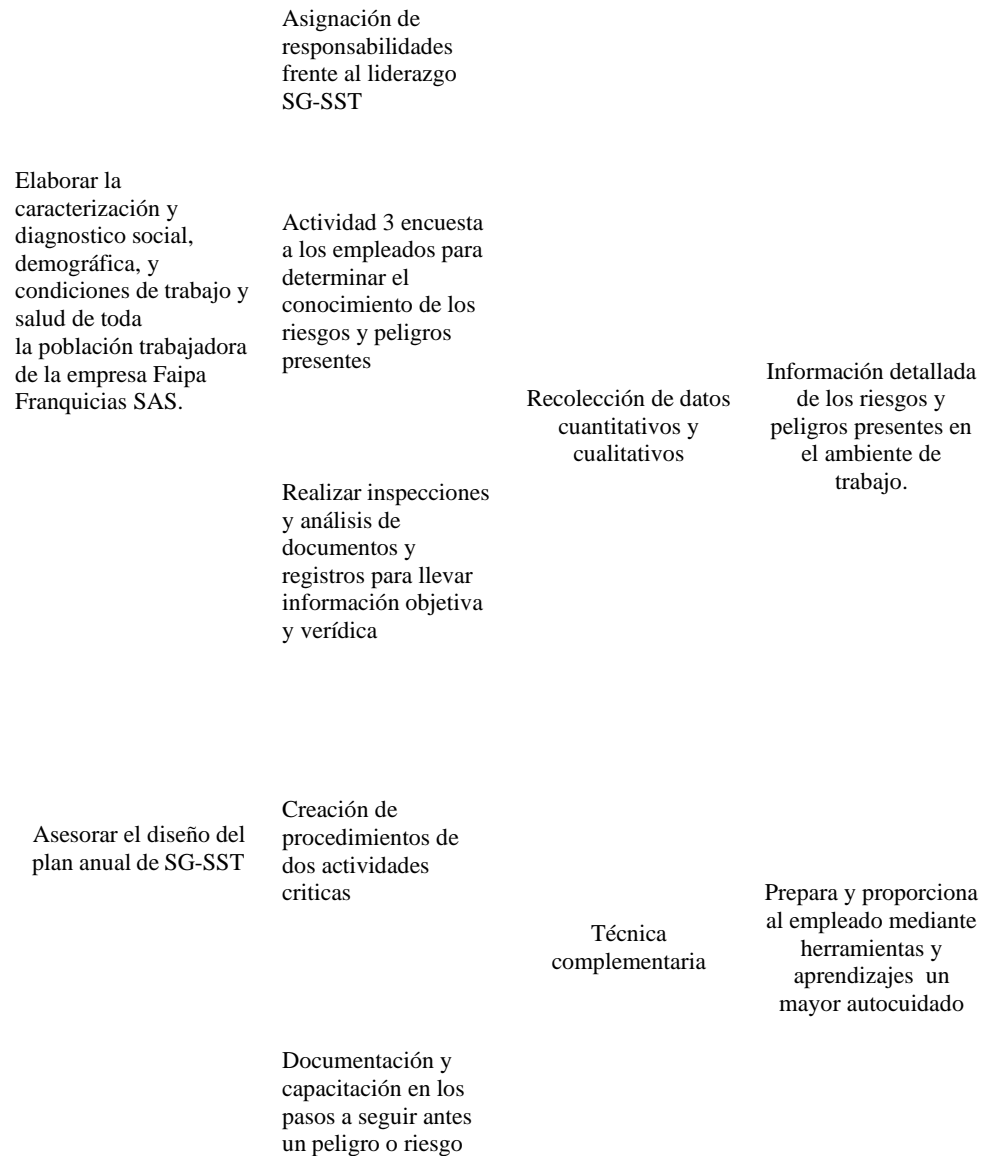 Asignación de
responsabilidades
frente al liderazgo
SG-SST
Elaborar la
caracterización y
diagnostico social,
demográfica, y
condiciones de trabajo y
salud de toda
la población trabajadora
de la empresa Faipa
Franquicias SAS.
Actividad 3 encuesta
a los empleados para
determinar el
conocimiento de los
riesgos y peligros
presentes
Recolección de datos
cuantitativos y
cualitativos
Información detallada
de los riesgos y
peligros presentes en
el ambiente de
trabajo.
Realizar inspecciones
y análisis de
documentos y
registros para llevar
información objetiva
y verídica
Asesorar el diseño del
plan anual de SG-SST
Creación de
procedimientos de
dos actividades
criticas
Técnica
complementaria
Prepara y proporciona
al empleado mediante
herramientas y
aprendizajes un
mayor autocuidado
Documentación y
capacitación en los
pasos a seguir antes
un peligro o riesgo